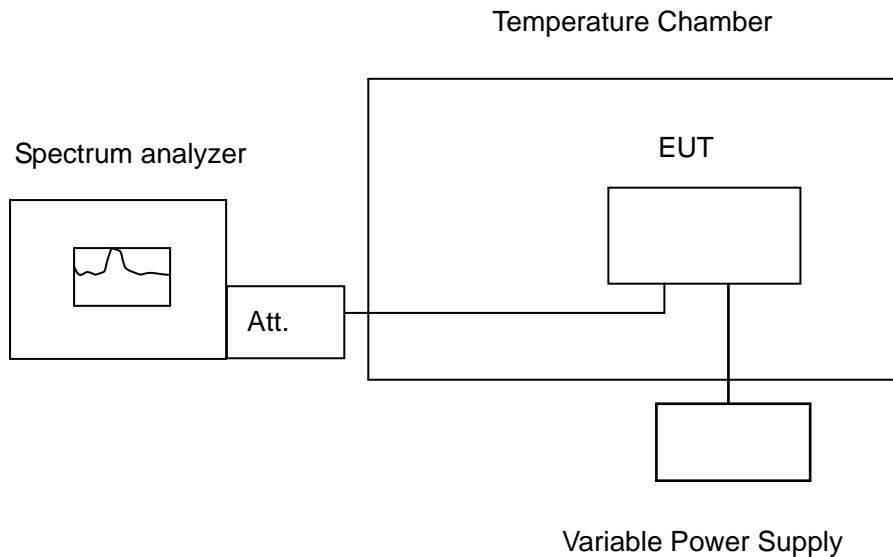 Temperature Chamber
Spectrum analyzer
EUT
Att.
Variable Power Supply